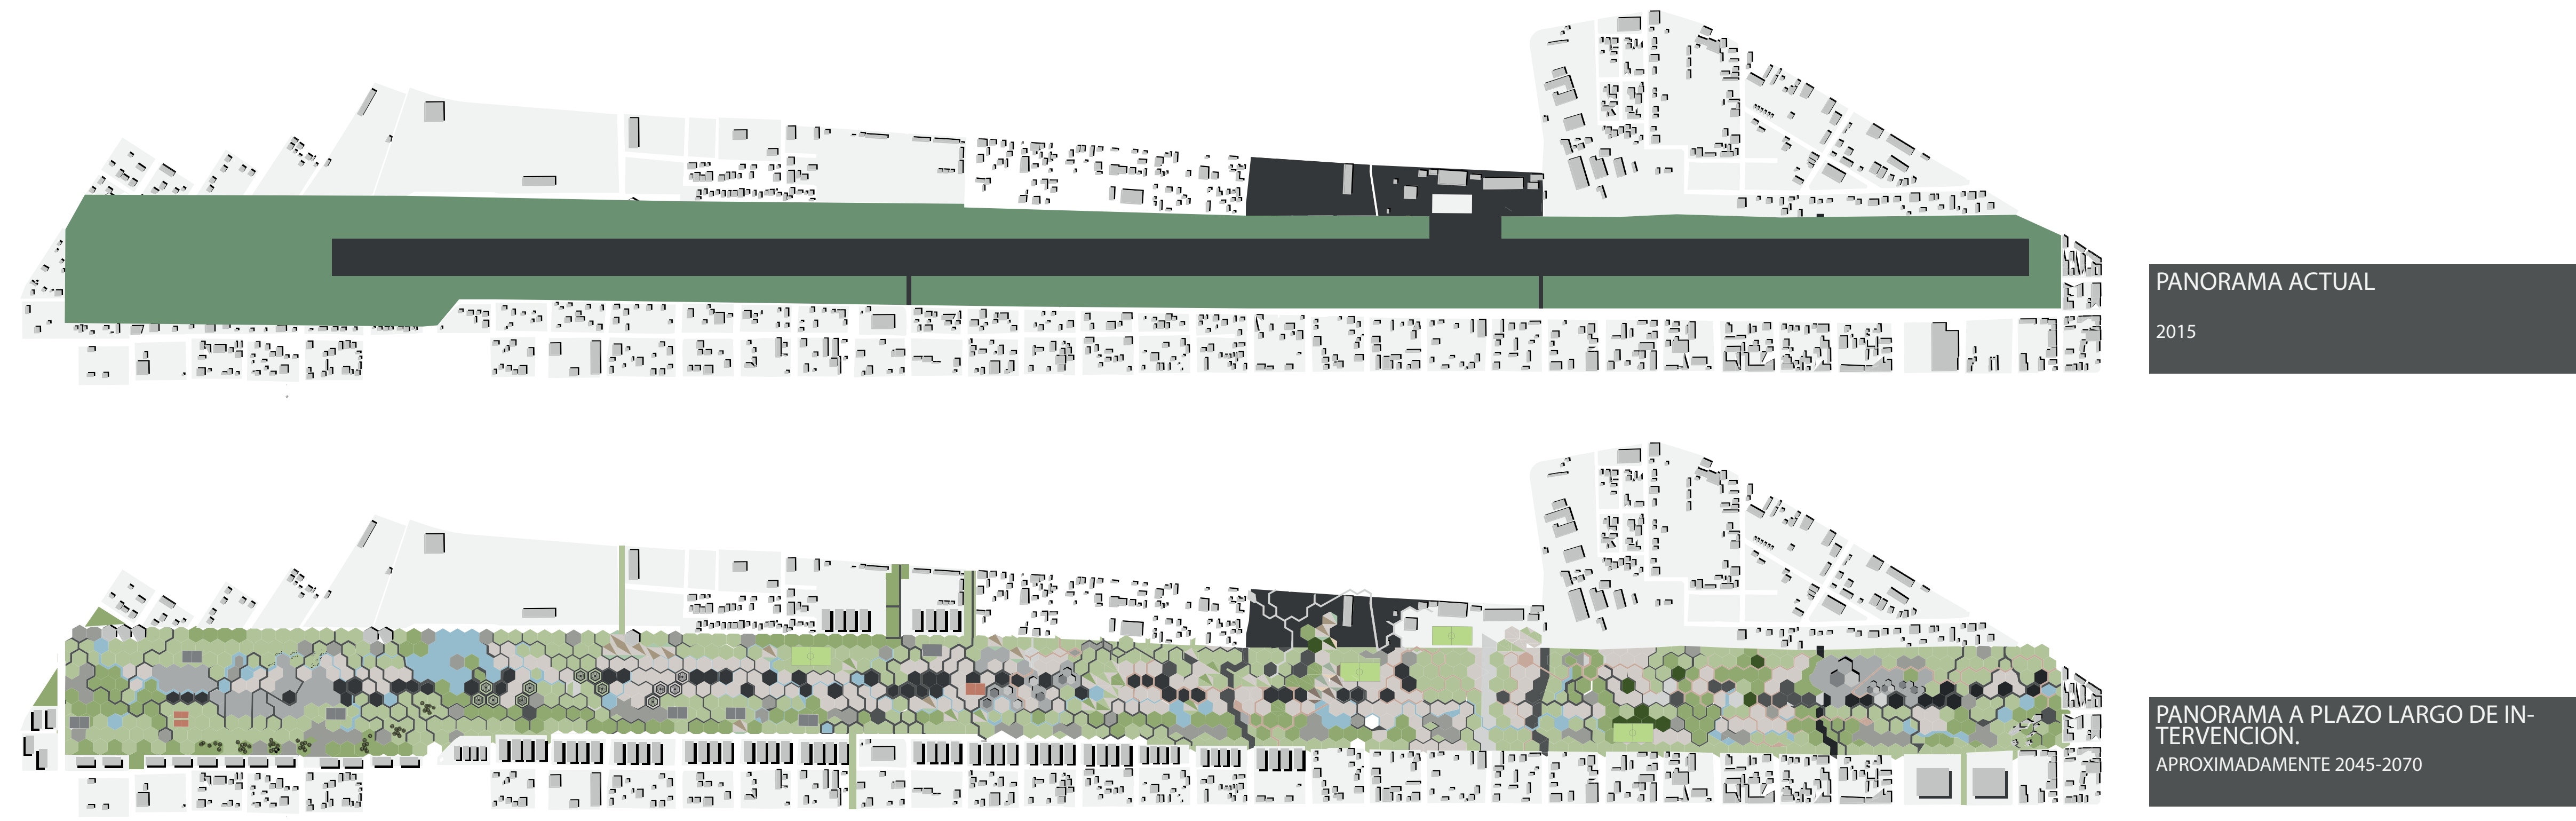 PANORAMA ACTUAL
2015
PANORAMA A PLAZO LARGO DE IN-
TERVENCION.
APROXIMADAMENTE 2045-2070